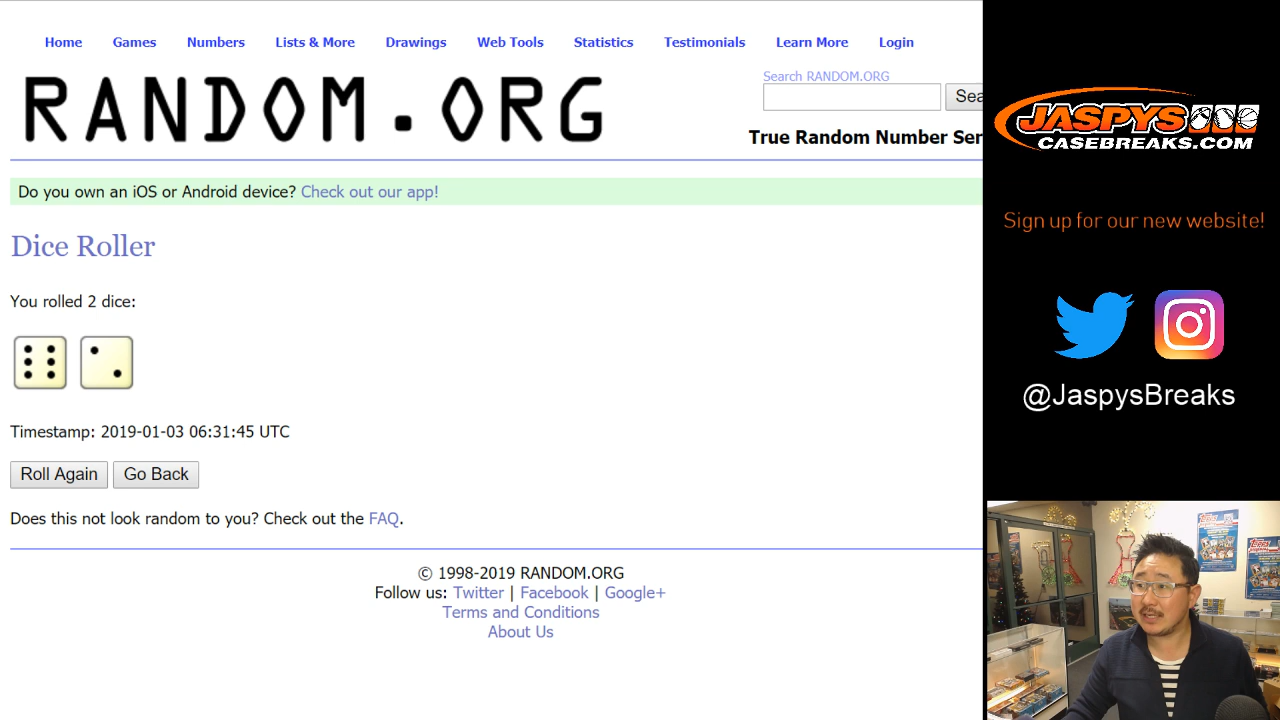 Home Games Numbers Lists & More Drawings Web Tools Statistics Testimonials Learn More Login
RANDOM.ORG
Search RANDOM.ORG
Sea
True Random Number Ser
Do you own an iOS or Android device? Check out our app!
Dice Roller
You rolled 2 dice:
Timestamp: 2019-01-03 06:31:45 UTC
Roll Again Go Back
Does this not look random to you? Check out the FAQ.
© 1998-2019 RANDOM.ORG
Follow us: Twitter | Facebook | Google+
Terms and Conditions
About Us
JASPYS
CASEBREAKS.COM
Sign up for our new website!
@JaspysBreaks